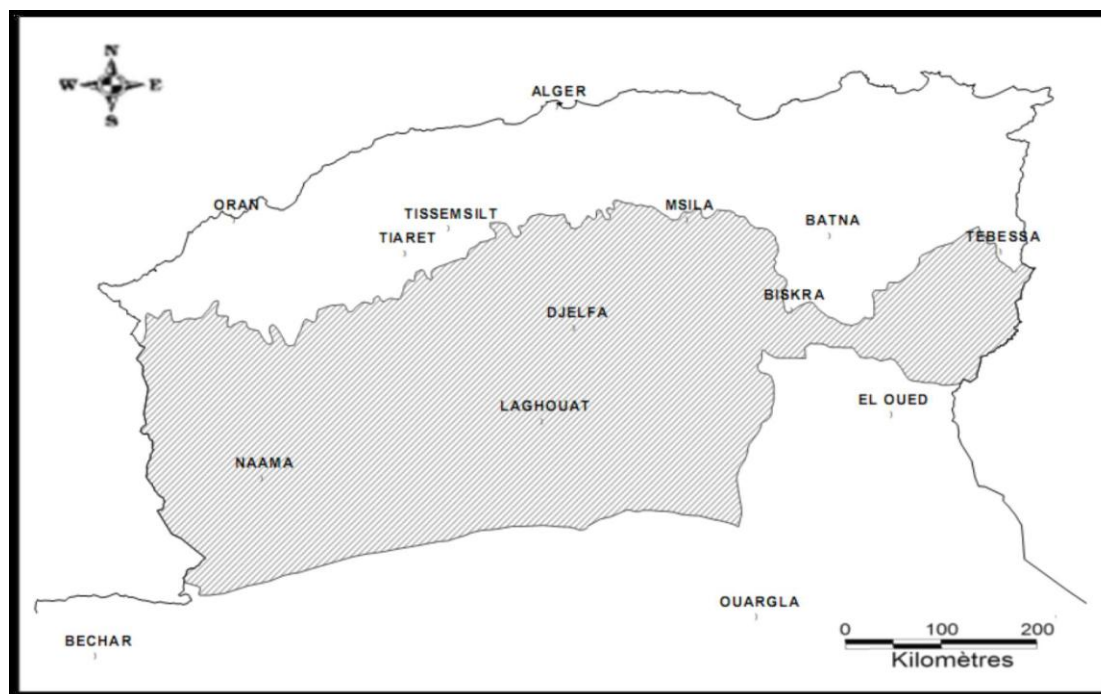 N
W E
S
ALGER
ORAN
TISSEMSILT
MSILA
BATNA
TIARET
TEBESSA
BISKRA
DJELFA
EL OUED
LAGHOUAT
NAAMA
OUARGLA
BECHAR
0 100 200
Kilomètres